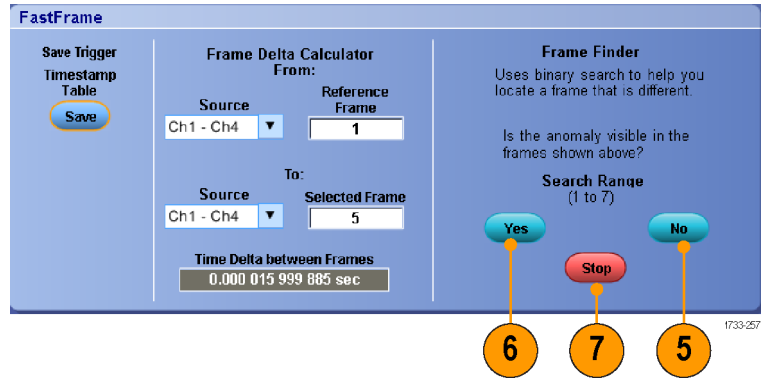 FastFrame
Save Trigger
Timestamp
Table
Save
Frame Delta Calculator
From:
Source
Reference
Frame
Ch1 - Ch4
1
To:
Source
Selected Frame
Ch1 - Ch4
5
Time Delta between Frames
0.000 015 999 885 sec
Frame Finder
Uses binary search to help you
locate a frame that is different.
Is the anomaly visible in the
frames shown above?
Search Range
(1 to 7)
Yes
No
Stop
6
7
5
1733-257